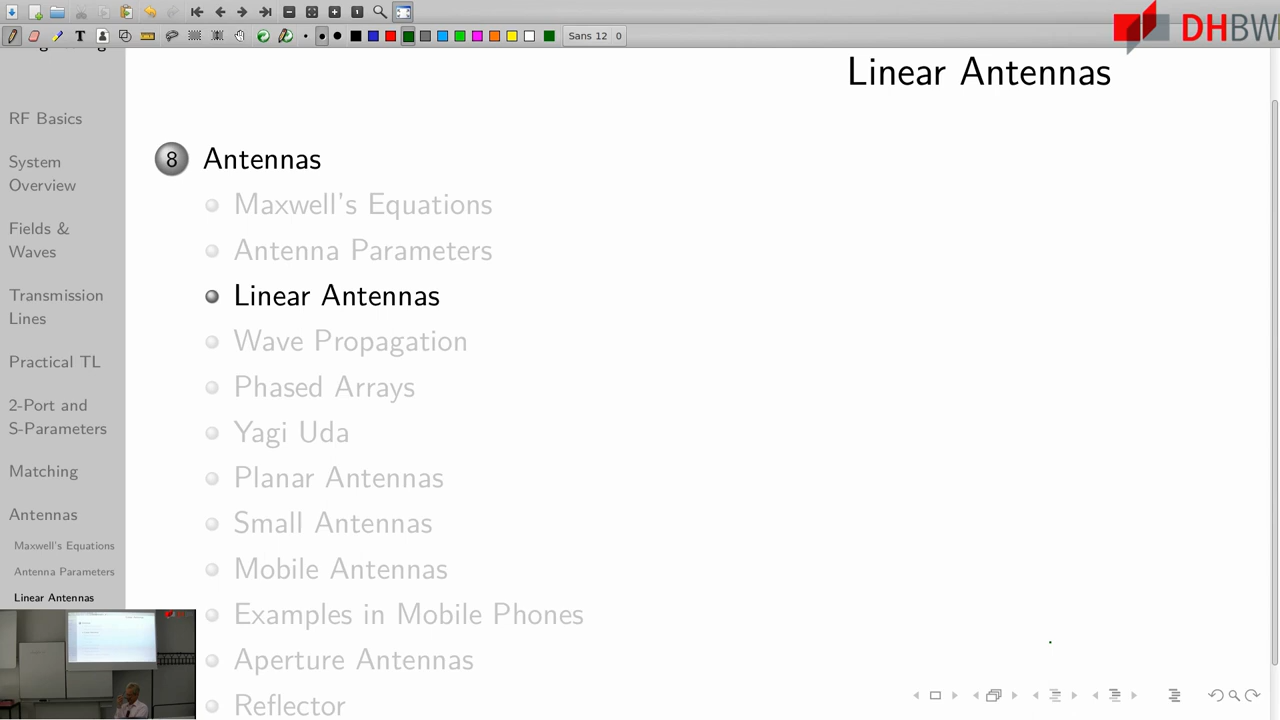 Sans 12
0
DHBW
Linear Antennas
RF Basics
System
Overview
Fields &
Waves
Transmission
Lines
Practical TL
2-Port and
S-Parameters
Matching
Antennas
Maxwell's Equations
Antenna Parameters
Linear Antennas
8 Antennas
Maxwell's Equations
Antenna Parameters
Linear Antennas
Wave Propagation
Phased Arrays
Yagi Uda
Planar Antennas
Small Antennas
Mobile Antennas
Examples in Mobile Phones
Aperture Antennas
Reflector